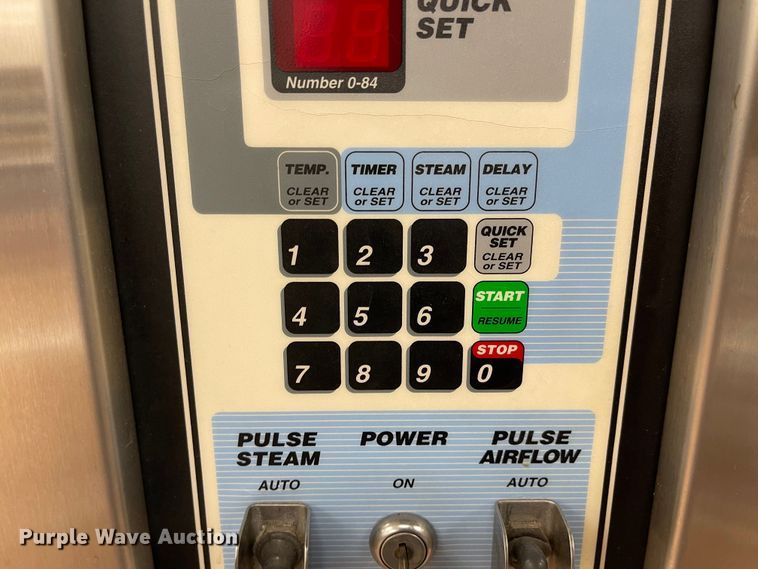 QUICK
SET
Number 0-84
TEMP. TIMER STEAM DELAY
CLEAR CLEAR CLEAR CLEAR
or SET or SET or SET or SET
1 2 3 QUICK
SET
CLEAR
or SET
4 5 6 START
RESUME
7 8 9 STOP
0
PULSE POWER PULSE
STEAM AIRFLOW
AUTO ON AUTO
Purple Wave Auction